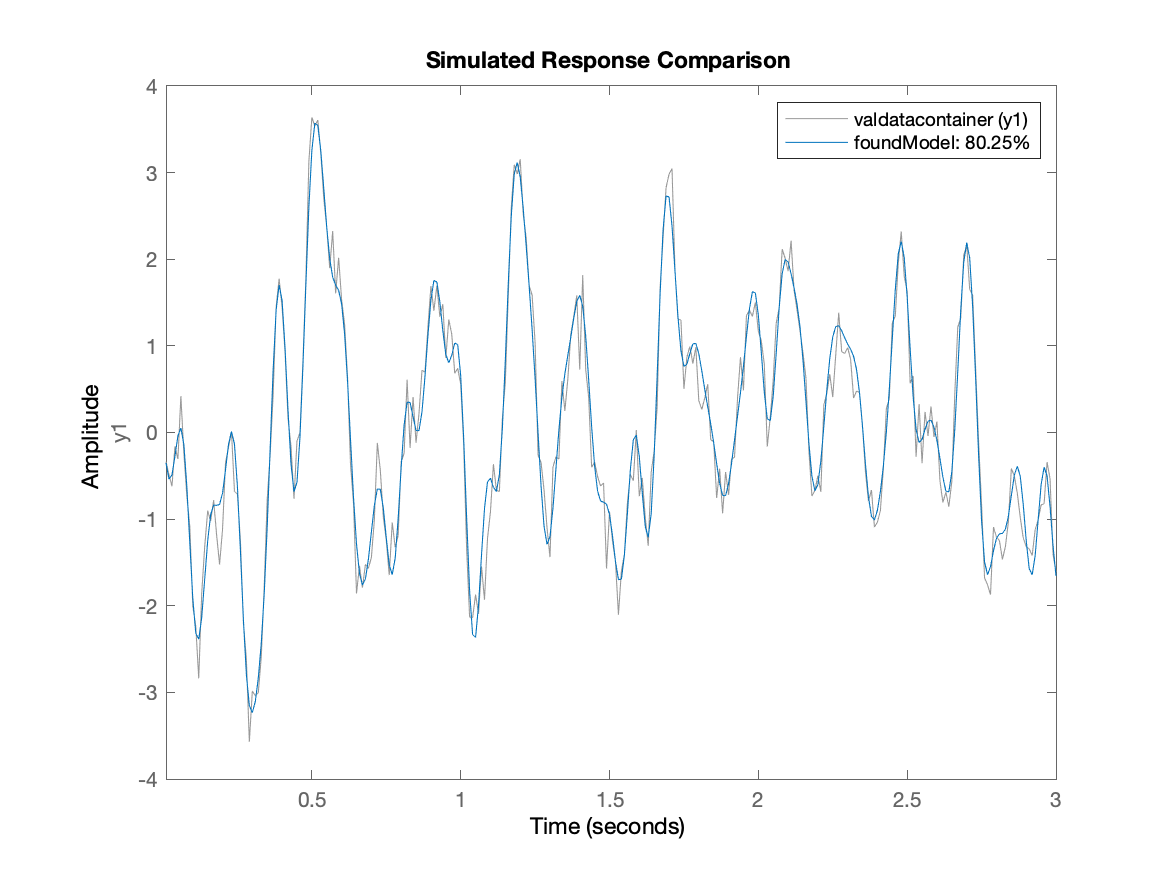 Simulated Response Comparison
valdatacontainer (y1)
foundModel: 80.25%
Amplitude
y1
4
3
2
1
0
-1
-2
-3
-4
0.5
1
1.5
2
2.5
3
Time (seconds)